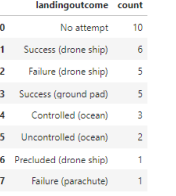 landingoutcome count
0 No attempt 10
1 Success (drone ship) 6
2 Failure (drone ship) 5
3 Success (ground pad) 5
4 Controlled (ocean) 3
5 Uncontrolled (ocean) 2
6 Precluded (drone ship) 1
7 Failure (parachute) 1